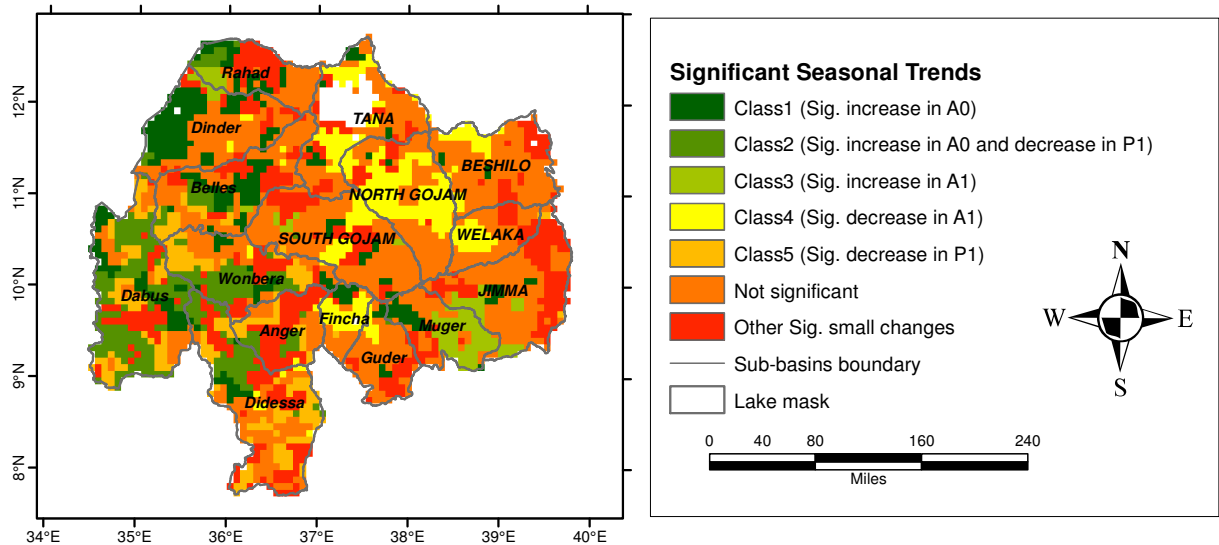 12°N
11°N
10°N
9°N
8°N
34°E
35°E
36°E
37°E
38°E
39°E
40°E
Rahad
Dinder
TANA
Belles
BESHILO
NORTH GOJAM
SOUTH GOJAM
WELAKA
Wonbera
Dabus
JIMMA
Fincha
Anger
Muger
Guder
Didessa
Significant Seasonal Trends
Class1 (Sig. increase in A0)
Class2 (Sig. increase in A0 and decrease in P1)
Class3 (Sig. increase in A1)
Class4 (Sig. decrease in A1)
Class5 (Sig. decrease in P1)
Not significant
Other Sig. small changes
Sub-basins boundary
Lake mask
0 40 80 160 240
Miles
N
W E
S